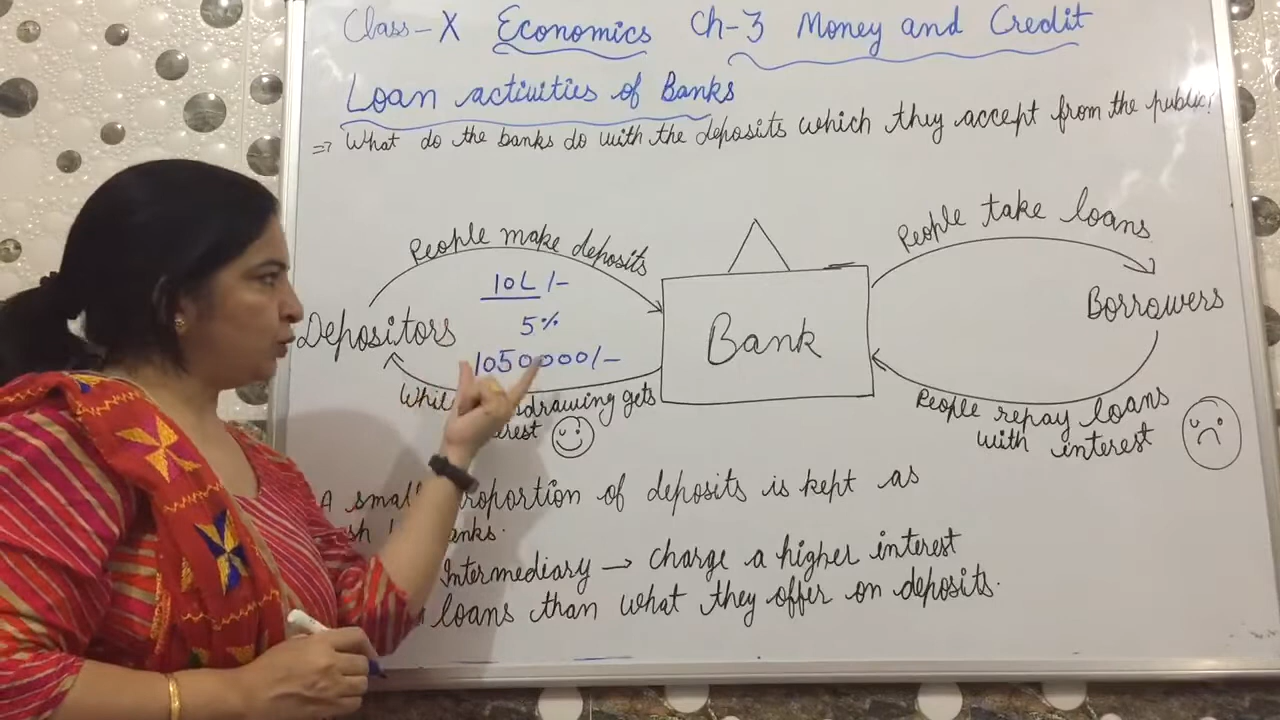 Class-X Economics Ch-3 Money and Credit
Loan activities of Banks
⇒ What do the banks do with the deposits which they accept from the public?
People make deposits
10L/-
5%
1050000/-
Depositors
gets
Bank
People take loans
Borrowers
People repay loans
with interest
A small proportion of deposits is kept as
Intermediary → charge a higher interest
loans than what they offer on deposits.